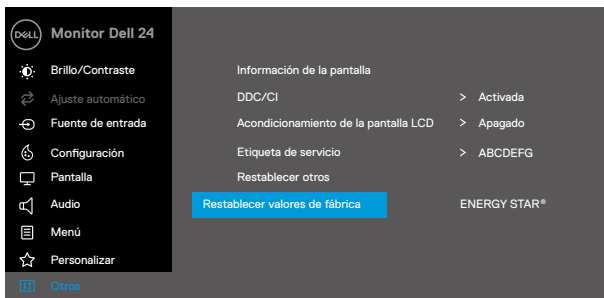 DELL
Monitor Dell 24
Brillo/Contraste
Ajuste automático
Fuente de entrada
Configuración
Pantalla
Audio
Menú
Personalizar
Otros
Información de la pantalla
DDC/CI > Activada
Acondicionamiento de la pantalla LCD > Apagado
Etiqueta de servicio > ABCDEFG
Restablecer otros
Restablecer valores de fábrica ENERGY STAR®